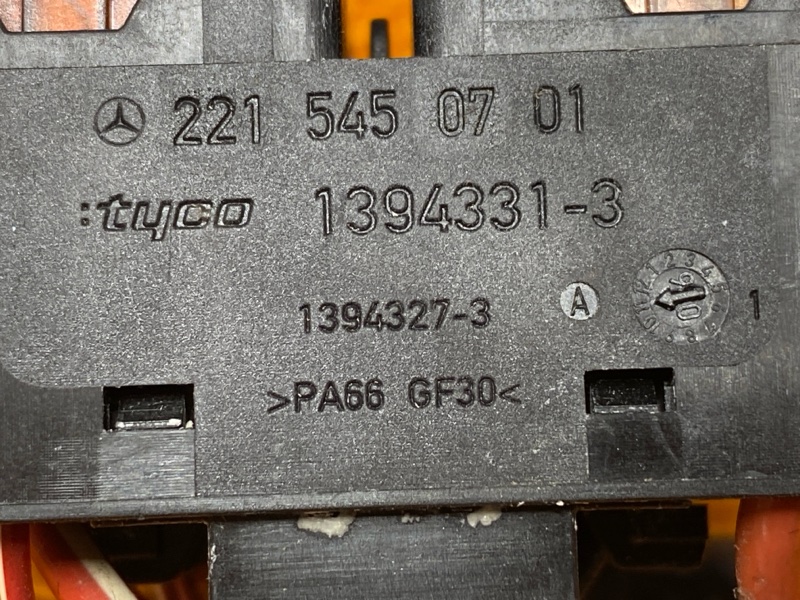 221 545 07 01
:tyco 1394331-3
1394327-3
A
1
>PA66 GF30<